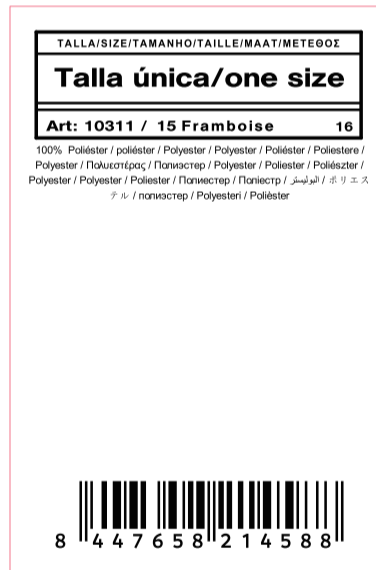 TALLA/SIZE/TAMANHO/TAILLE/MAAT/ΜΕΤΕΘΟΣ
Talla única/one size
Art: 10311 / 15 Framboise 16
100% Poliéster / poliéster / Polyester / Polyester / Poliéster / Poliestere /
Polyester / Πολυεστέρας / Полиэстер / Polyester / Poliester / Poliészter /
Polyester / Polyester / Poliester / Полиестер / Поліестр / البوليستر / ポリエス
テル / полиэстер / Polyesteri / Polièster
8 447658 214588